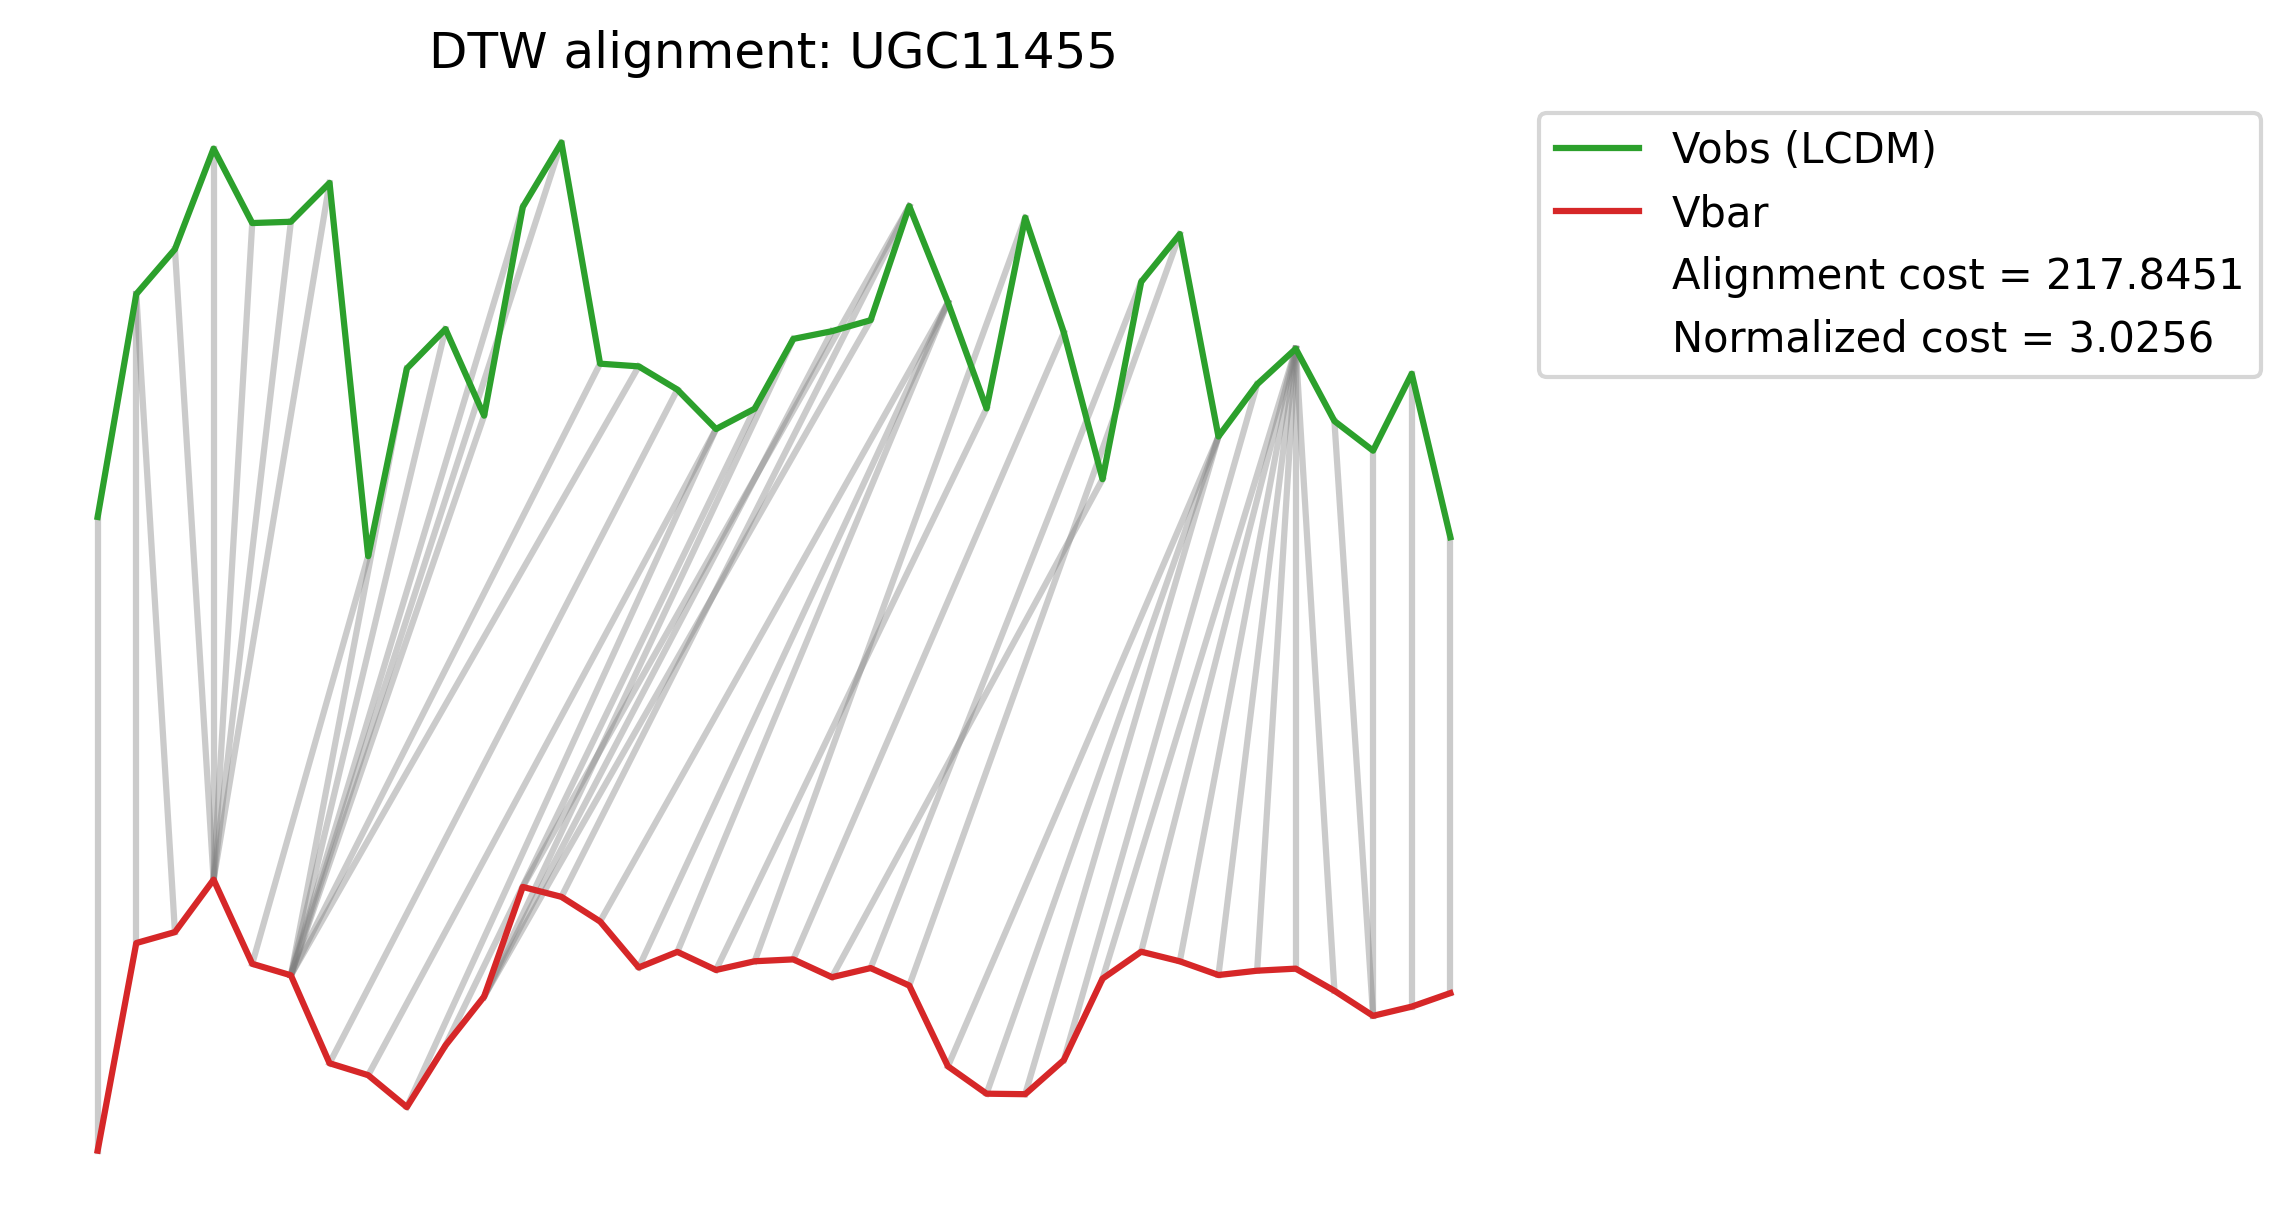 DTW alignment: UGC11455
Vobs (LCDM)
Vbar
Alignment cost = 217.8451
Normalized cost = 3.0256